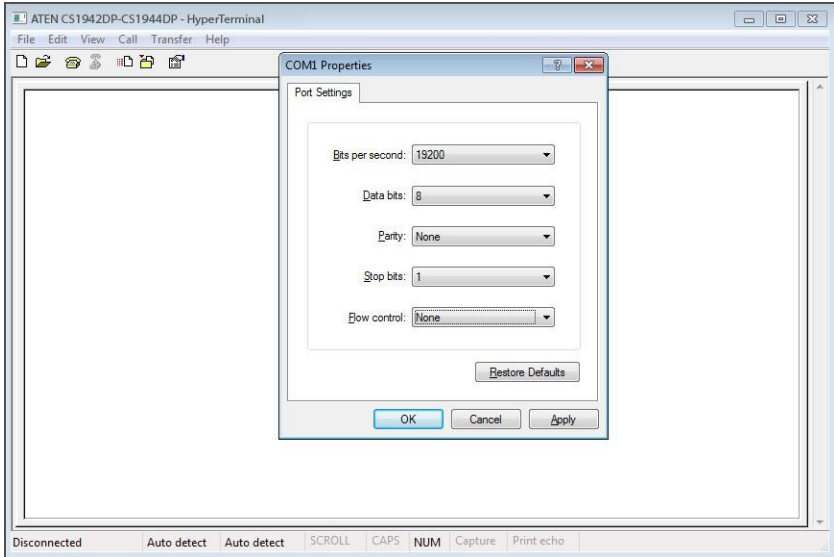 ATEN CS1942DP-CS1944DP - HyperTerminal
File Edit View Call Transfer Help
COM1 Properties
Port Settings
Bits per second: 19200
Data bits: 8
Parity: None
Stop bits: 1
Flow control: None
Restore Defaults
OK Cancel Apply
Disconnected Auto detect Auto detect SCROLL CAPS NUM Capture Print echo